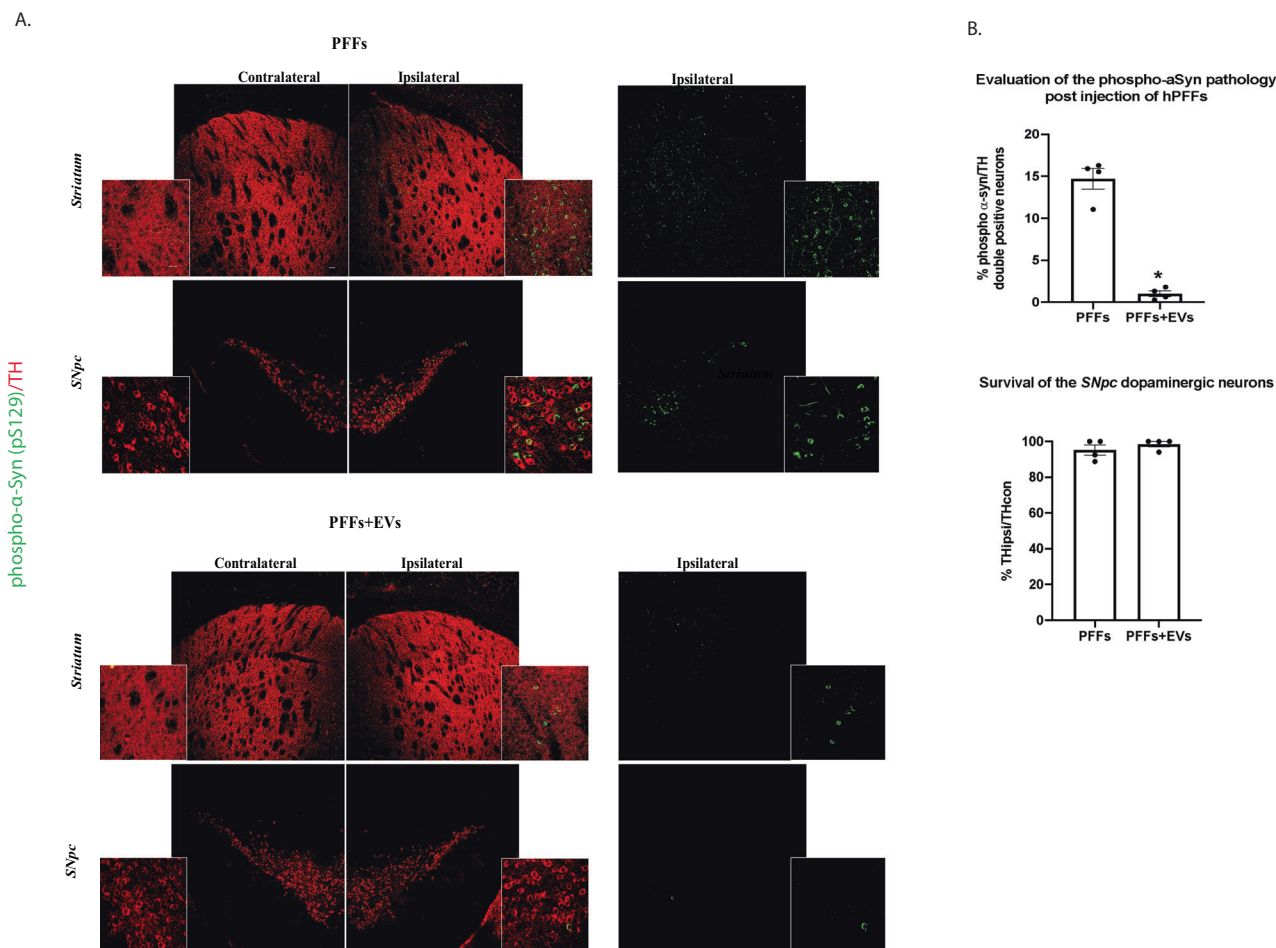 A.
PFFs
Contralateral
Ipsilateral
Ipsilateral
Striatum
SNpc
Striatum
phospho-α-Syn (pS129)/TH
PFFs+EVs
Contralateral
Ipsilateral
Ipsilateral
Striatum
SNpc
B.
Evaluation of the phospho-aSyn pathology
post injection of hPFFs
% phospho α-syn/TH
double positive neurons
20
15
10
5
0
*
PFFs
PFFs+EVs
Survival of the SNpc dopaminergic neurons
% THipsi/THcon
100
80
60
40
20
0
PFFs
PFFs+EVs